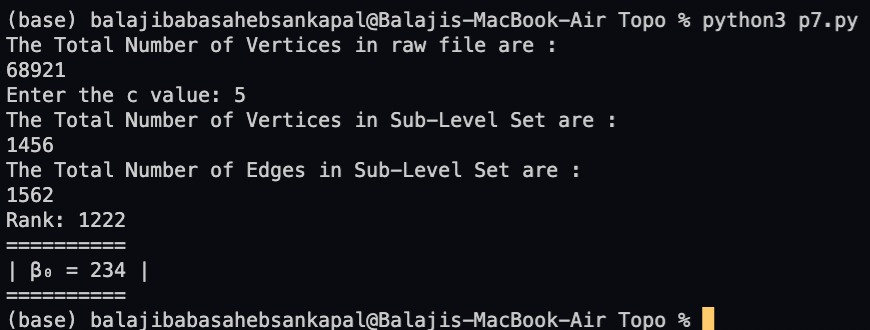 (base) balajibabasahebsankapal@Balajis-MacBook-Air Topo % python3 p7.py
The Total Number of Vertices in raw file are :
68921
Enter the c value: 5
The Total Number of Vertices in Sub-Level Set are :
1456
The Total Number of Edges in Sub-Level Set are :
1562
Rank: 1222
==========
| β₀ = 234 |
==========
(base) balajibabasahebsankapal@Balajis-MacBook-Air Topo %